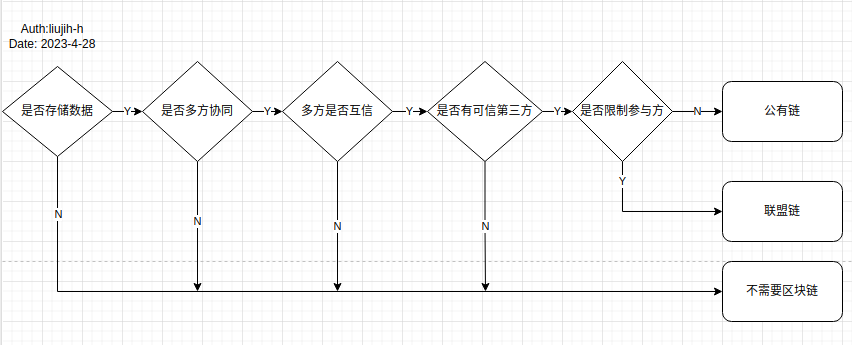 Auth:liujih-h
Date: 2023-4-28
是否存储数据
Y
是否多方协同
Y
多方是否互信
Y
是否有可信第三方
Y
是否限制参与方
N
公有链
Y
联盟链
N
N
N
N
不需要区块链